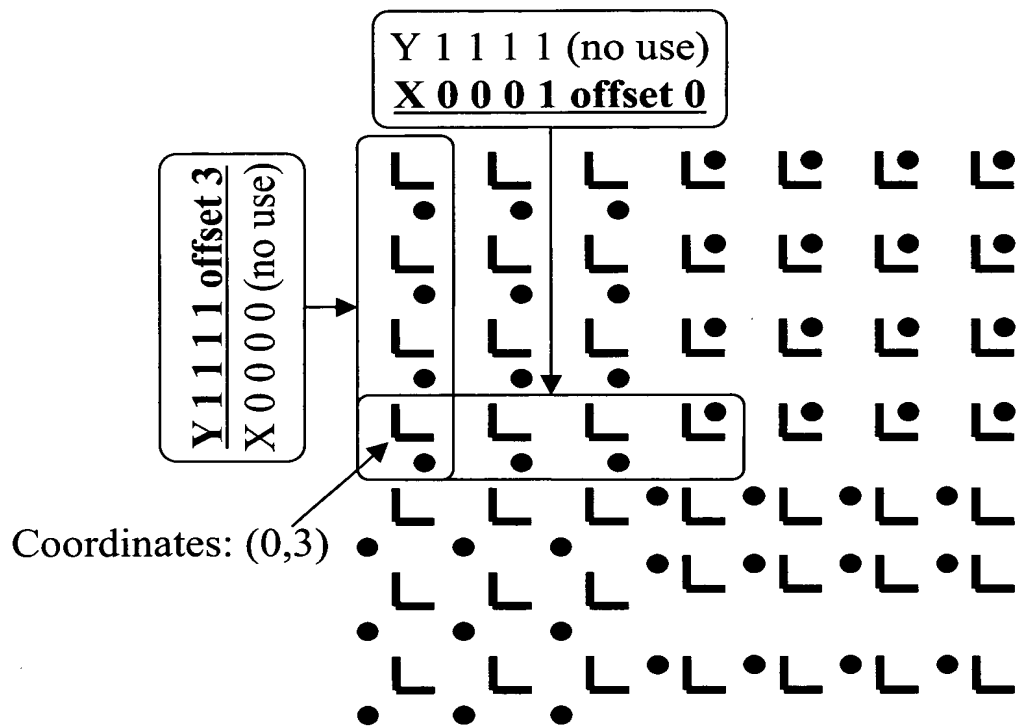 Y 1 1 1 1 (no use)
X 0 0 0 1 offset 0
Y 1 1 1 1 offset 3
X 0 0 0 0 (no use)
Coordinates: (0,3)